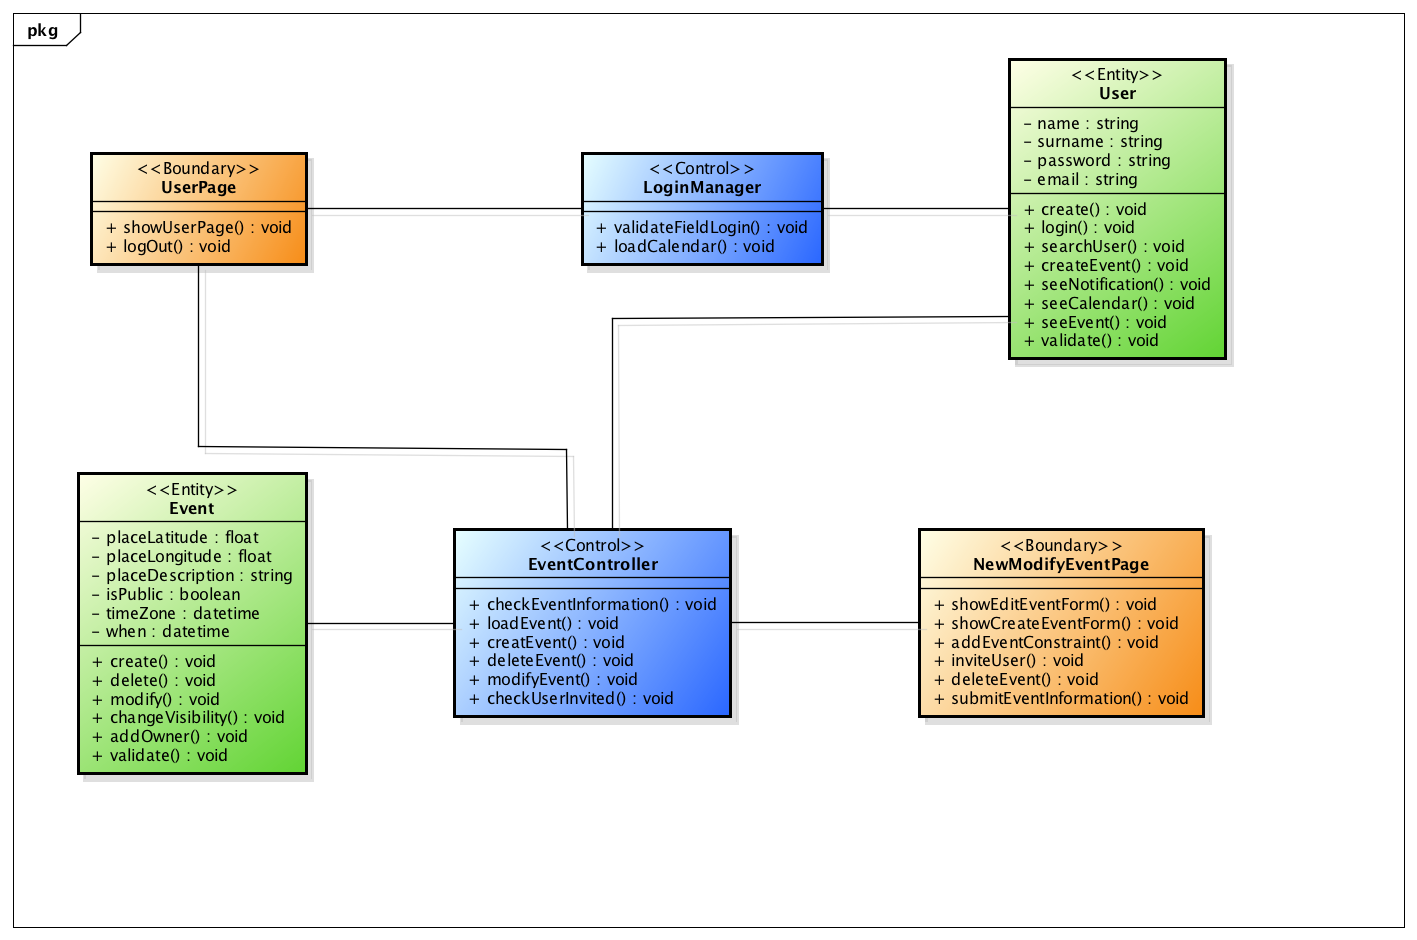 pkg
<<Entity>>
User
- name : string
- surname : string
- password : string
- email : string
+ create() : void
+ login() : void
+ searchUser() : void
+ createEvent() : void
+ seeNotification() : void
+ seeCalendar() : void
+ seeEvent() : void
+ validate() : void
<<Boundary>>
UserPage
+ showUserPage() : void
+ logOut() : void
<<Control>>
LoginManager
+ validateFieldLogin() : void
+ loadCalendar() : void
<<Entity>>
Event
- placeLatitude : float
- placeLongitude : float
- placeDescription : string
- isPublic : boolean
- timeZone : datetime
- when : datetime
+ create() : void
+ delete() : void
+ modify() : void
+ changeVisibility() : void
+ addOwner() : void
+ validate() : void
<<Control>>
EventController
+ checkEventInformation() : void
+ loadEvent() : void
+ creatEvent() : void
+ deleteEvent() : void
+ modifyEvent() : void
+ checkUserInvited() : void
<<Boundary>>
NewModifyEventPage
+ showEditEventForm() : void
+ showCreateEventForm() : void
+ addEventConstraint() : void
+ inviteUser() : void
+ deleteEvent() : void
+ submitEventInformation() : void